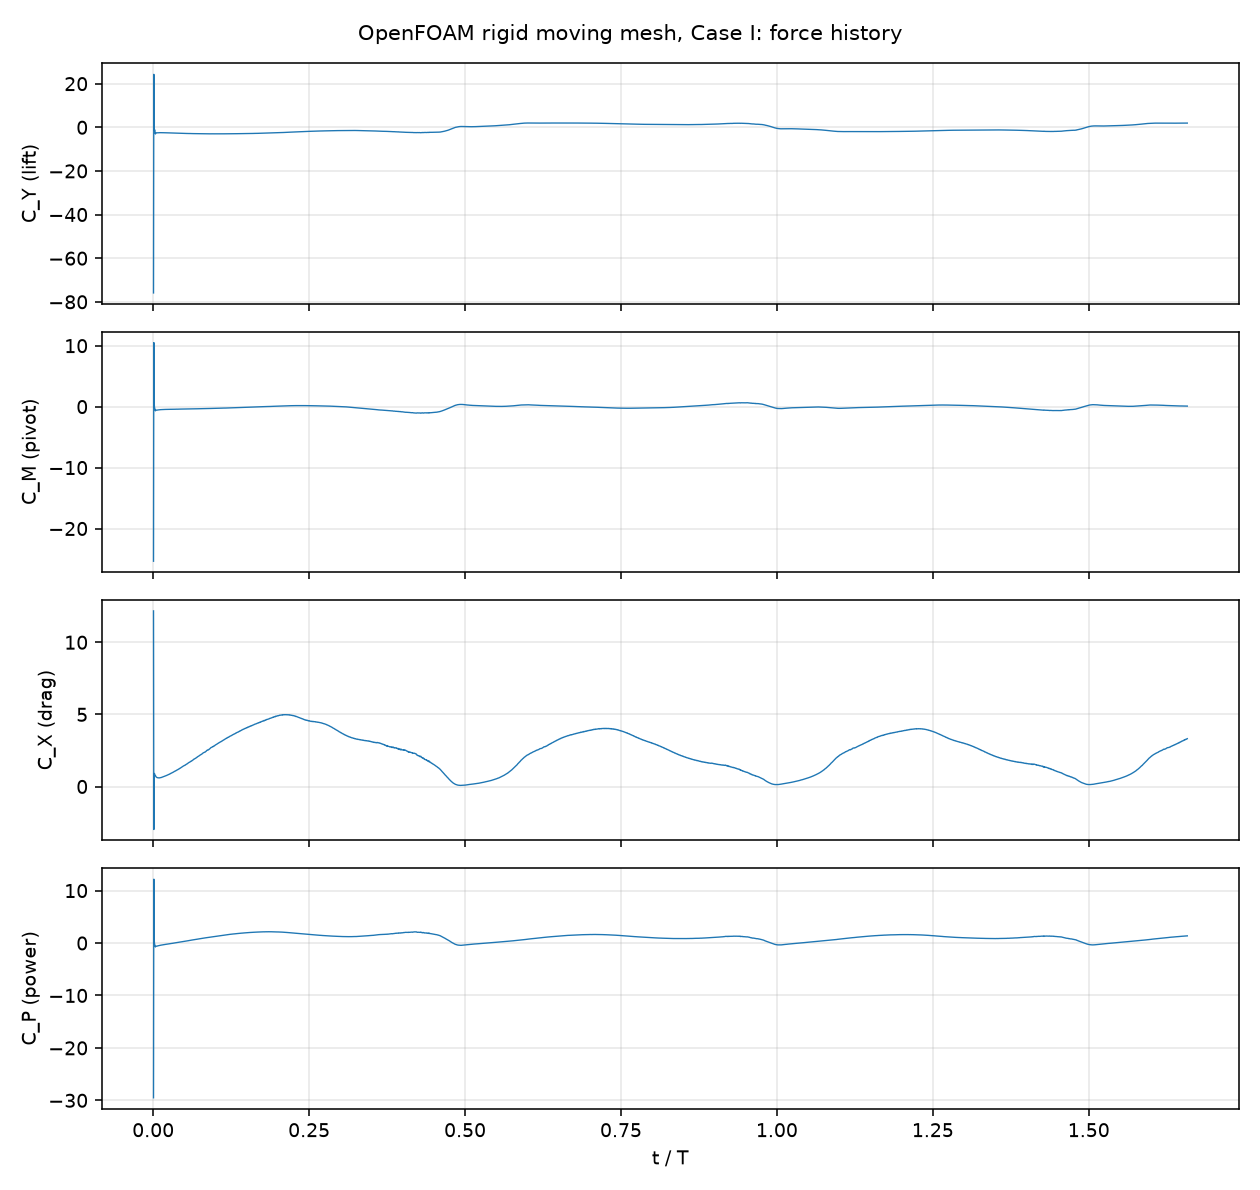 OpenFOAM rigid moving mesh, Case I: force history
20
0
−20
−40
−60
−80
C_Y (lift)
10
0
−10
−20
C_M (pivot)
10
5
0
C_X (drag)
10
0
−10
−20
−30
C_P (power)
0.00 0.25 0.50 0.75 1.00 1.25 1.50
t / T